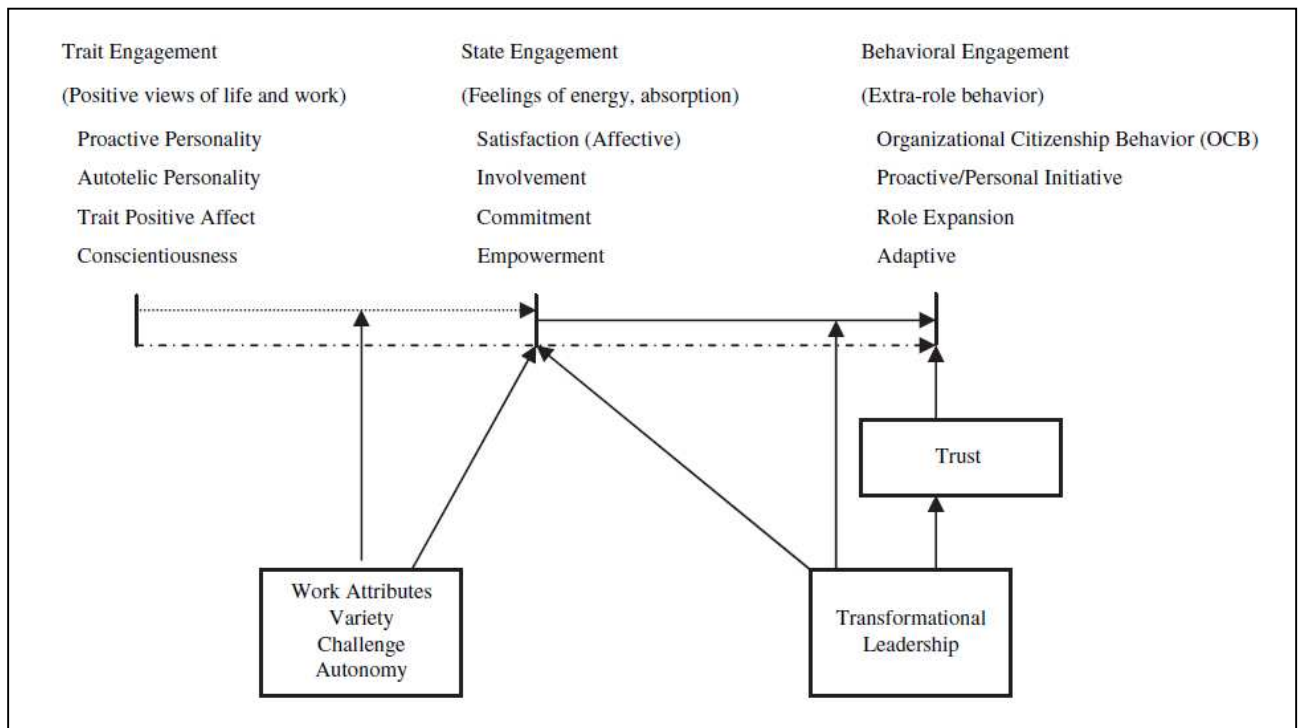 Trait Engagement
(Positive views of life and work)
Proactive Personality
Autotelic Personality
Trait Positive Affect
Conscientiousness
State Engagement
(Feelings of energy, absorption)
Satisfaction (Affective)
Involvement
Commitment
Empowerment
Behavioral Engagement
(Extra-role behavior)
Organizational Citizenship Behavior (OCB)
Proactive/Personal Initiative
Role Expansion
Adaptive
Trust
Work Attributes
Variety
Challenge
Autonomy
Transformational
Leadership